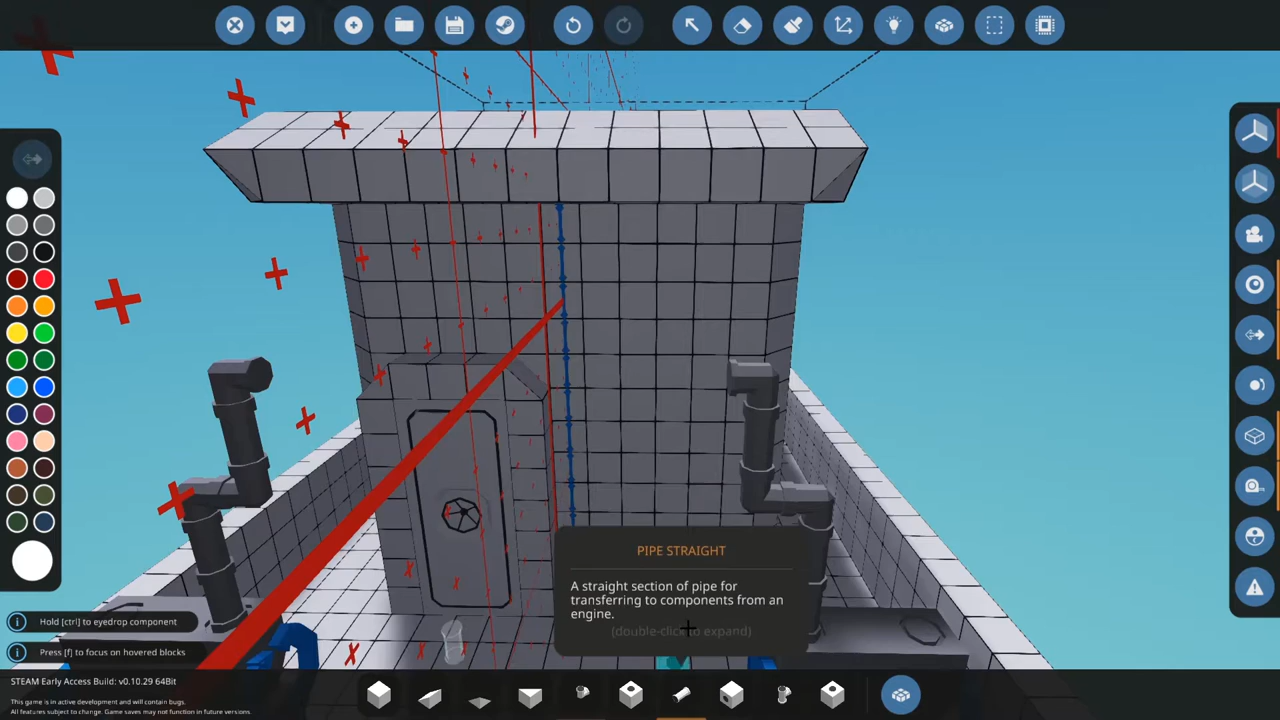 PIPE STRAIGHT
A straight section of pipe for
transferring to components from an
engine.
(double-click to expand)
Hold [ctrl] to eyedrop component
Press [f] to focus on hovered blocks
STEAM Early Access Build: v0.10.29 64Bit
This game is in active development and will contain bugs.
All features subject to change. Game saves may not function in future versions.